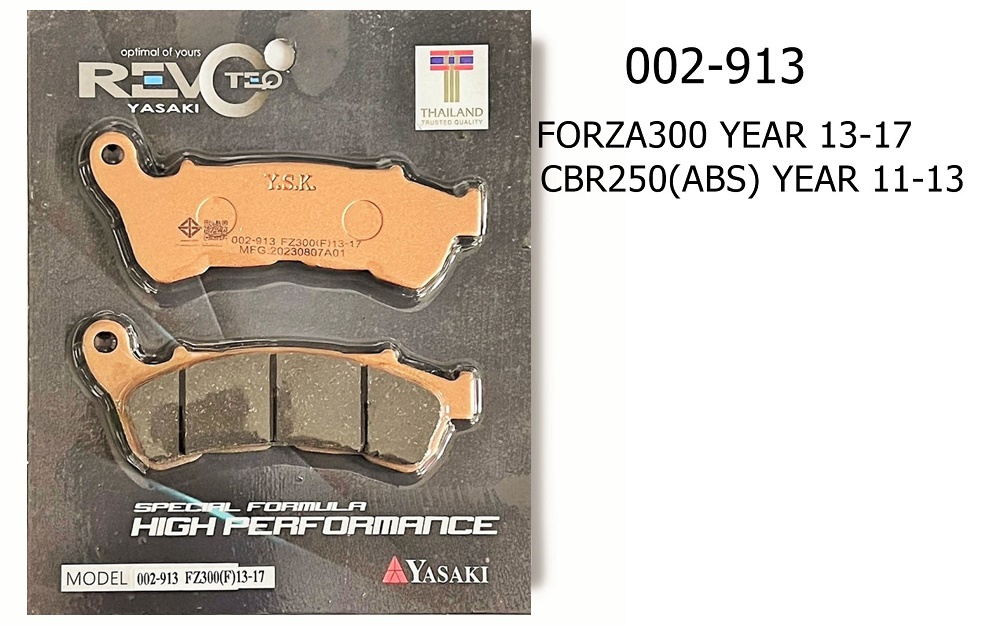 optimal of yours
REVO TEQ
YASAKI
THAILAND
TRUSTED QUALITY
002-913
FORZA300 YEAR 13-17
CBR250(ABS) YEAR 11-13
Y.S.K.
002-913 FZ300(F)13-17
MFG.20230807A01
SPECIAL FORMULA
HIGH PERFORMANCE
MODEL 002-913 FZ300(F)13-17
YASAKI